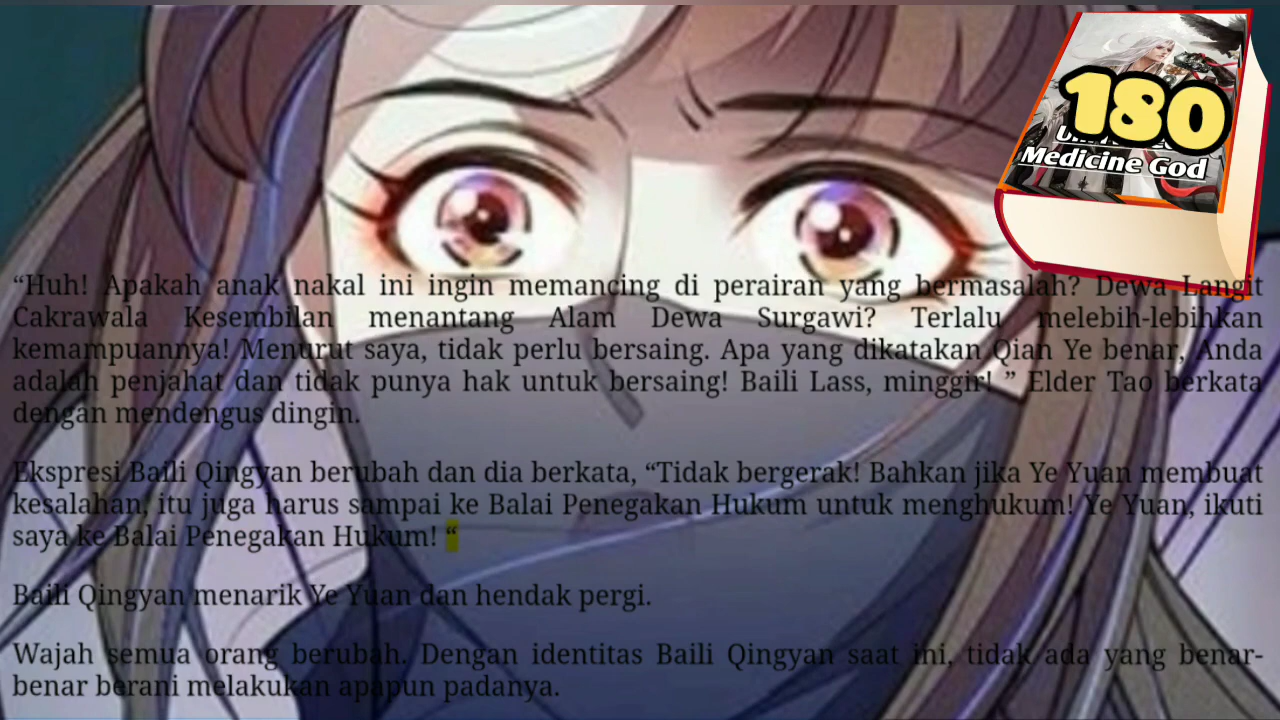 180
Medicine God
“Huh! Apakah anak nakal ini ingin memancing di perairan yang bermasalah? Dewa Langit
Cakrawala Kesembilan menantang Alam Dewa Surgawi? Terlalu melebih-lebihkan
kemampuannya! Menurut saya, tidak perlu bersaing. Apa yang dikatakan Qian Ye benar, Anda
adalah penjahat dan tidak punya hak untuk bersaing! Baili Lass, minggir! ” Elder Tao berkata
dengan mendengus dingin.
Ekspresi Baili Qingyan berubah dan dia berkata, “Tidak bergerak! Bahkan jika Ye Yuan membuat
kesalahan, itu juga harus sampai ke Balai Penegakan Hukum untuk menghukum! Ye Yuan, ikuti
saya ke Balai Penegakan Hukum! “
Baili Qingyan menarik Ye Yuan dan hendak pergi.
Wajah semua orang berubah. Dengan identitas Baili Qingyan saat ini, tidak ada yang benar-
benar berani melakukan apapun padanya.